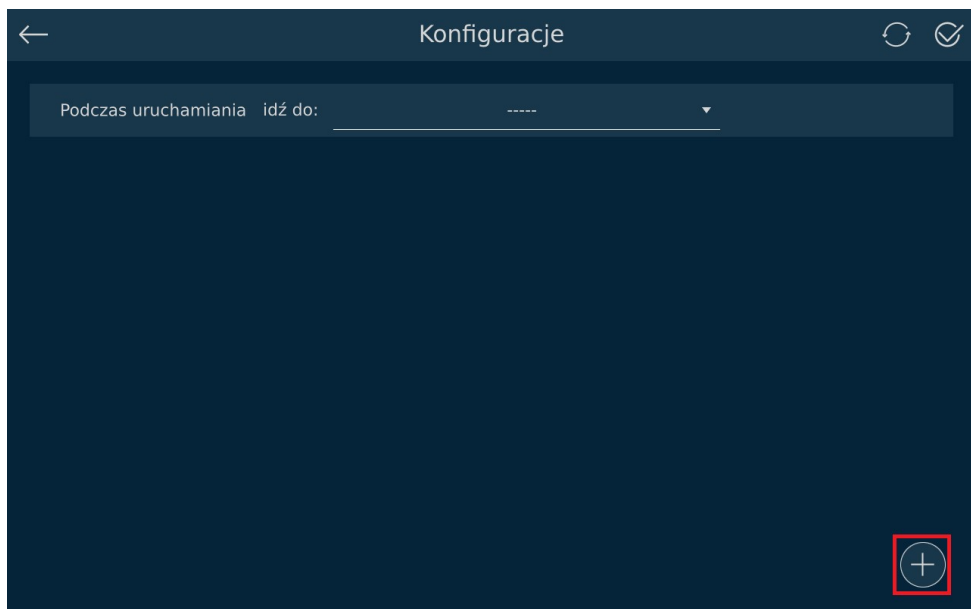 Konfiguracje
Podczas uruchamiania idź do: -----